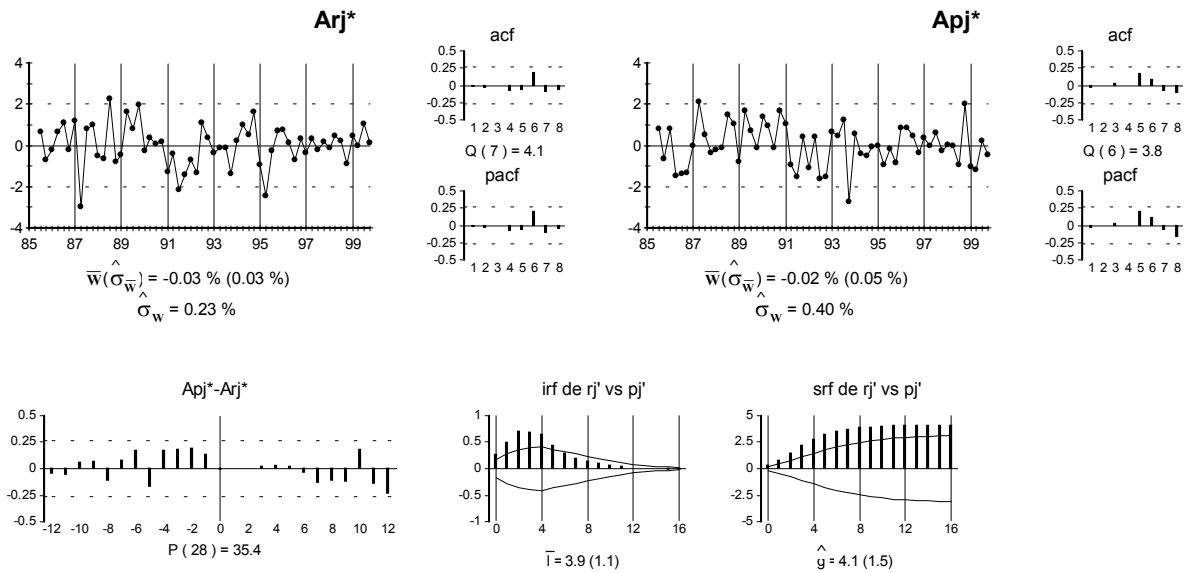 Arj*
4
2
0
-2
-4
85 87 89 91 93 95 97 99
w̅(σ̂w̅) = -0.03 % (0.03 %)
σ̂w = 0.23 %
acf
0.5
0.25
0
-0.25
-0.5
1 2 3 4 5 6 7 8
Q ( 7 ) = 4.1
pacf
0.5
0.25
0
-0.25
-0.5
1 2 3 4 5 6 7 8
Apj*
4
2
0
-2
-4
85 87 89 91 93 95 97 99
w̅(σ̂w̅) = -0.02 % (0.05 %)
σ̂w = 0.40 %
acf
0.5
0.25
0
-0.25
-0.5
1 2 3 4 5 6 7 8
Q ( 6 ) = 3.8
pacf
0.5
0.25
0
-0.25
-0.5
1 2 3 4 5 6 7 8
Apj*-Arj*
0.5
0.25
0
-0.25
-0.5
-12 -10 -8 -6 -4 -2 0 2 4 6 8 10 12
P ( 28 ) = 35.4
irf de rj' vs pj'
1
0.5
0
-0.5
-1
0 4 8 12 16
l̅ = 3.9 (1.1)
srf de rj' vs pj'
5
2.5
0
-2.5
-5
0 4 8 12 16
ĝ = 4.1 (1.5)